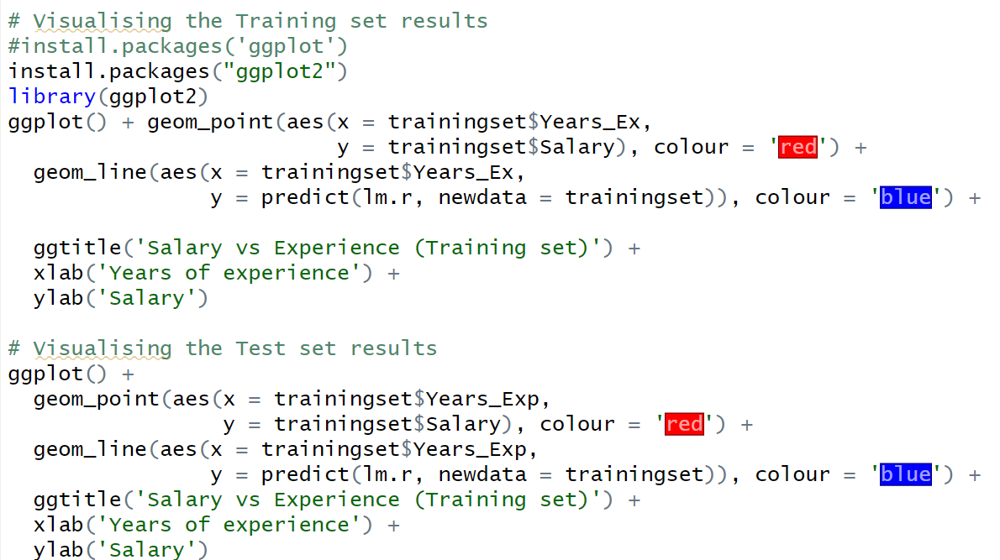 # Visualising the Training set results
#install.packages('ggplot')
install.packages("ggplot2")
library(ggplot2)
ggplot() + geom_point(aes(x = trainingset$Years_Ex,
                          y = trainingset$Salary), colour = 'red') +
  geom_line(aes(x = trainingset$Years_Ex,
                y = predict(lm.r, newdata = trainingset)), colour = 'blue') +

  ggtitle('Salary vs Experience (Training set)') +
  xlab('Years of experience') +
  ylab('Salary')

# Visualising the Test set results
ggplot() +
  geom_point(aes(x = trainingset$Years_Exp,
                 y = trainingset$Salary), colour = 'red') +
  geom_line(aes(x = trainingset$Years_Exp,
                y = predict(lm.r, newdata = trainingset)), colour = 'blue') +
  ggtitle('Salary vs Experience (Training set)') +
  xlab('Years of experience') +
  ylab('Salary')